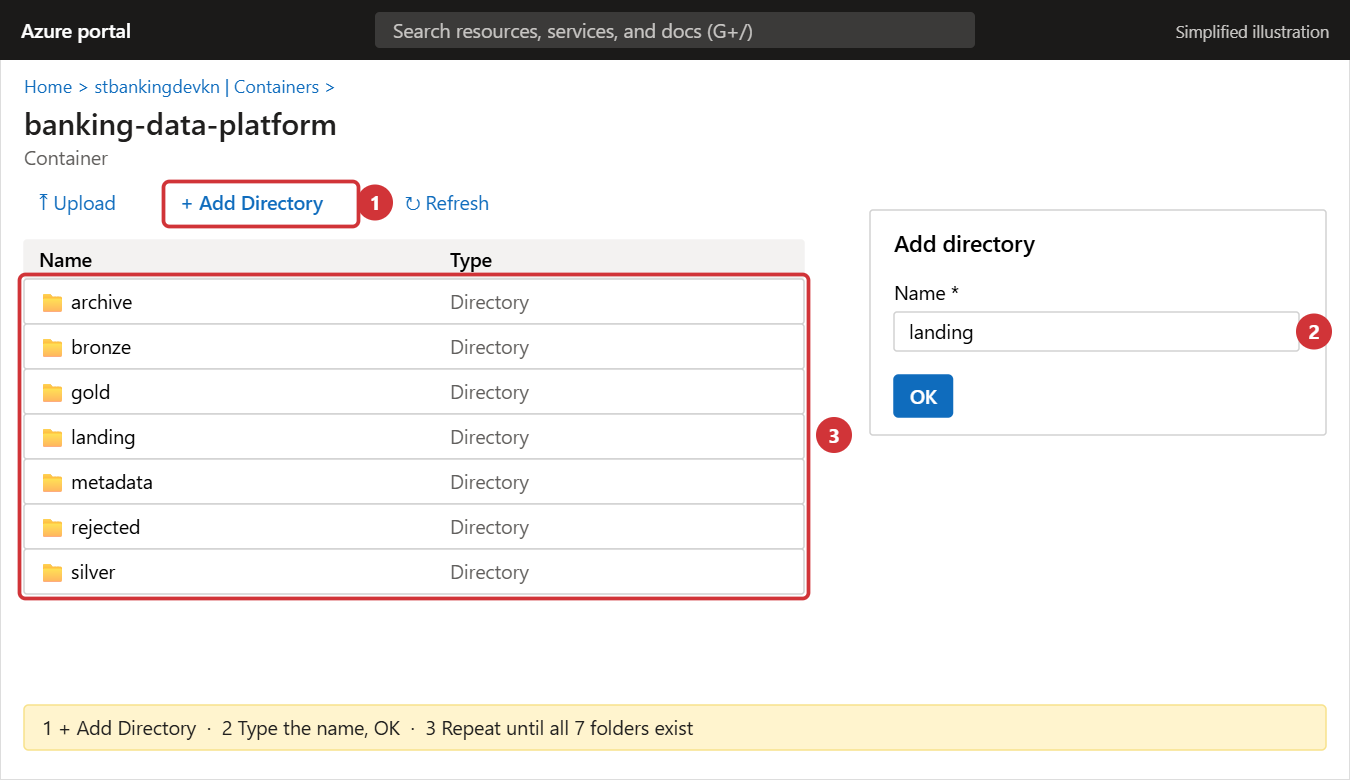 Azure portal
Search resources, services, and docs (G+/)
Simplified illustration
Home > stbankingdevkn | Containers >
banking-data-platform
Container
Upload
+ Add Directory
1
Refresh
Name Type
archive Directory
bronze Directory
gold Directory
landing Directory
metadata Directory
rejected Directory
silver Directory
3
Add directory
Name *
landing
2
OK
1 + Add Directory · 2 Type the name, OK · 3 Repeat until all 7 folders exist